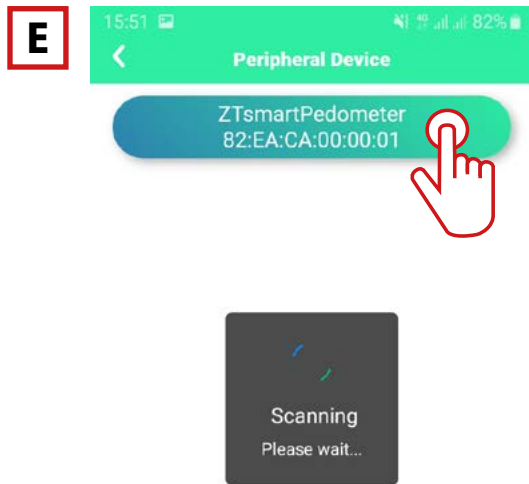 E
15:51 82%
Peripheral Device
ZTsmartPedometer
82:EA:CA:00:00:01
Scanning
Please wait...